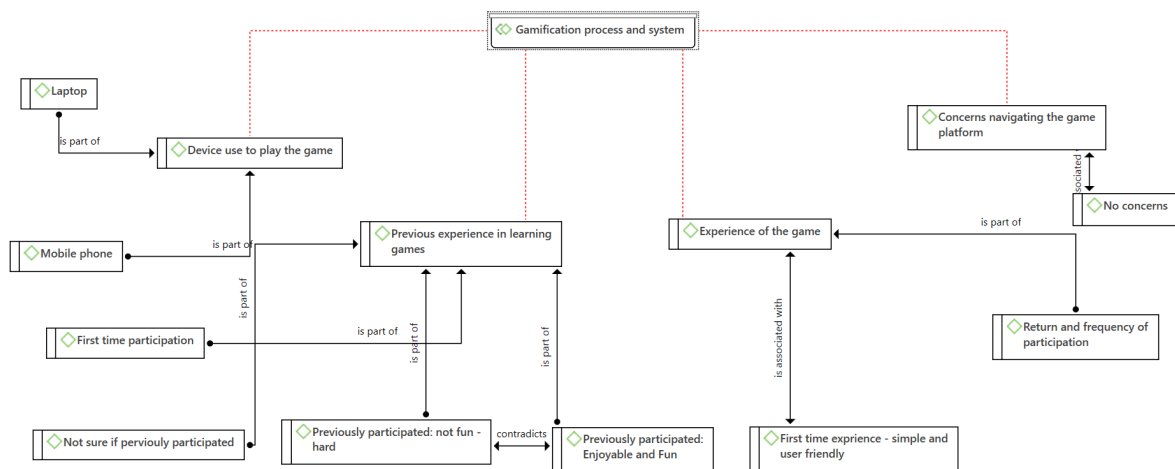 Gamification process and system
Laptop
is part of
Device use to play the game
Concerns navigating the game
platform
sociated
No concerns
Mobile phone
is part of
Previous experience in learning
games
Experience of the game
is part of
is part of
First time participation
is part of
is part of
is part of
is associated with
Return and frequency of
participation
Not sure if perviouly participated
Previously participated: not fun -
hard
contradicts
Previously participated:
Enjoyable and Fun
First time exprience - simple and
user friendly